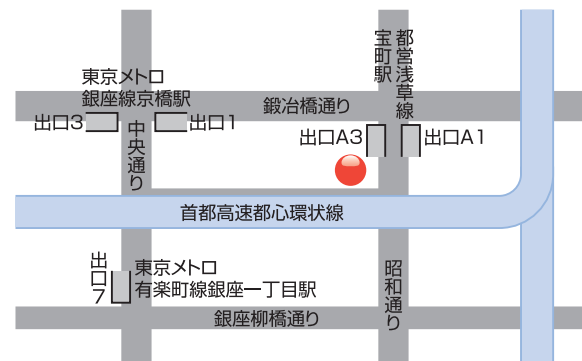 都営浅草線
宝町駅
東京メトロ
銀座線京橋駅
鍛冶橋通り
出口3
出口1
中央通り
出口A3
出口A1
首都高速都心環状線
出口7
東京メトロ
有楽町線銀座一丁目駅
昭和通り
銀座柳橋通り